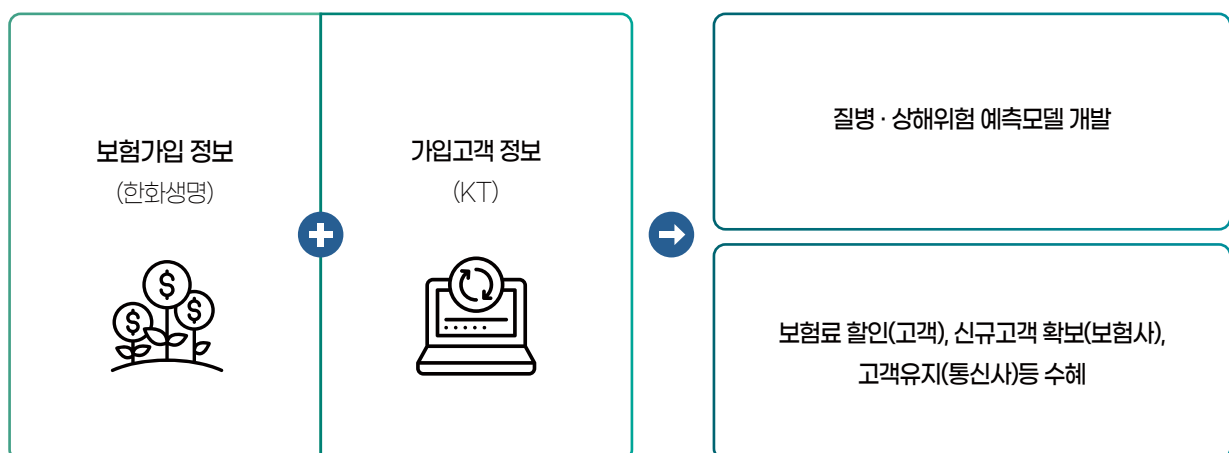 보험가입 정보
(한화생명)
가입고객 정보
(KT)
질병 · 상해위험 예측모델 개발
보험료 할인(고객), 신규고객 확보(보험사),
고객유지(통신사)등 수혜